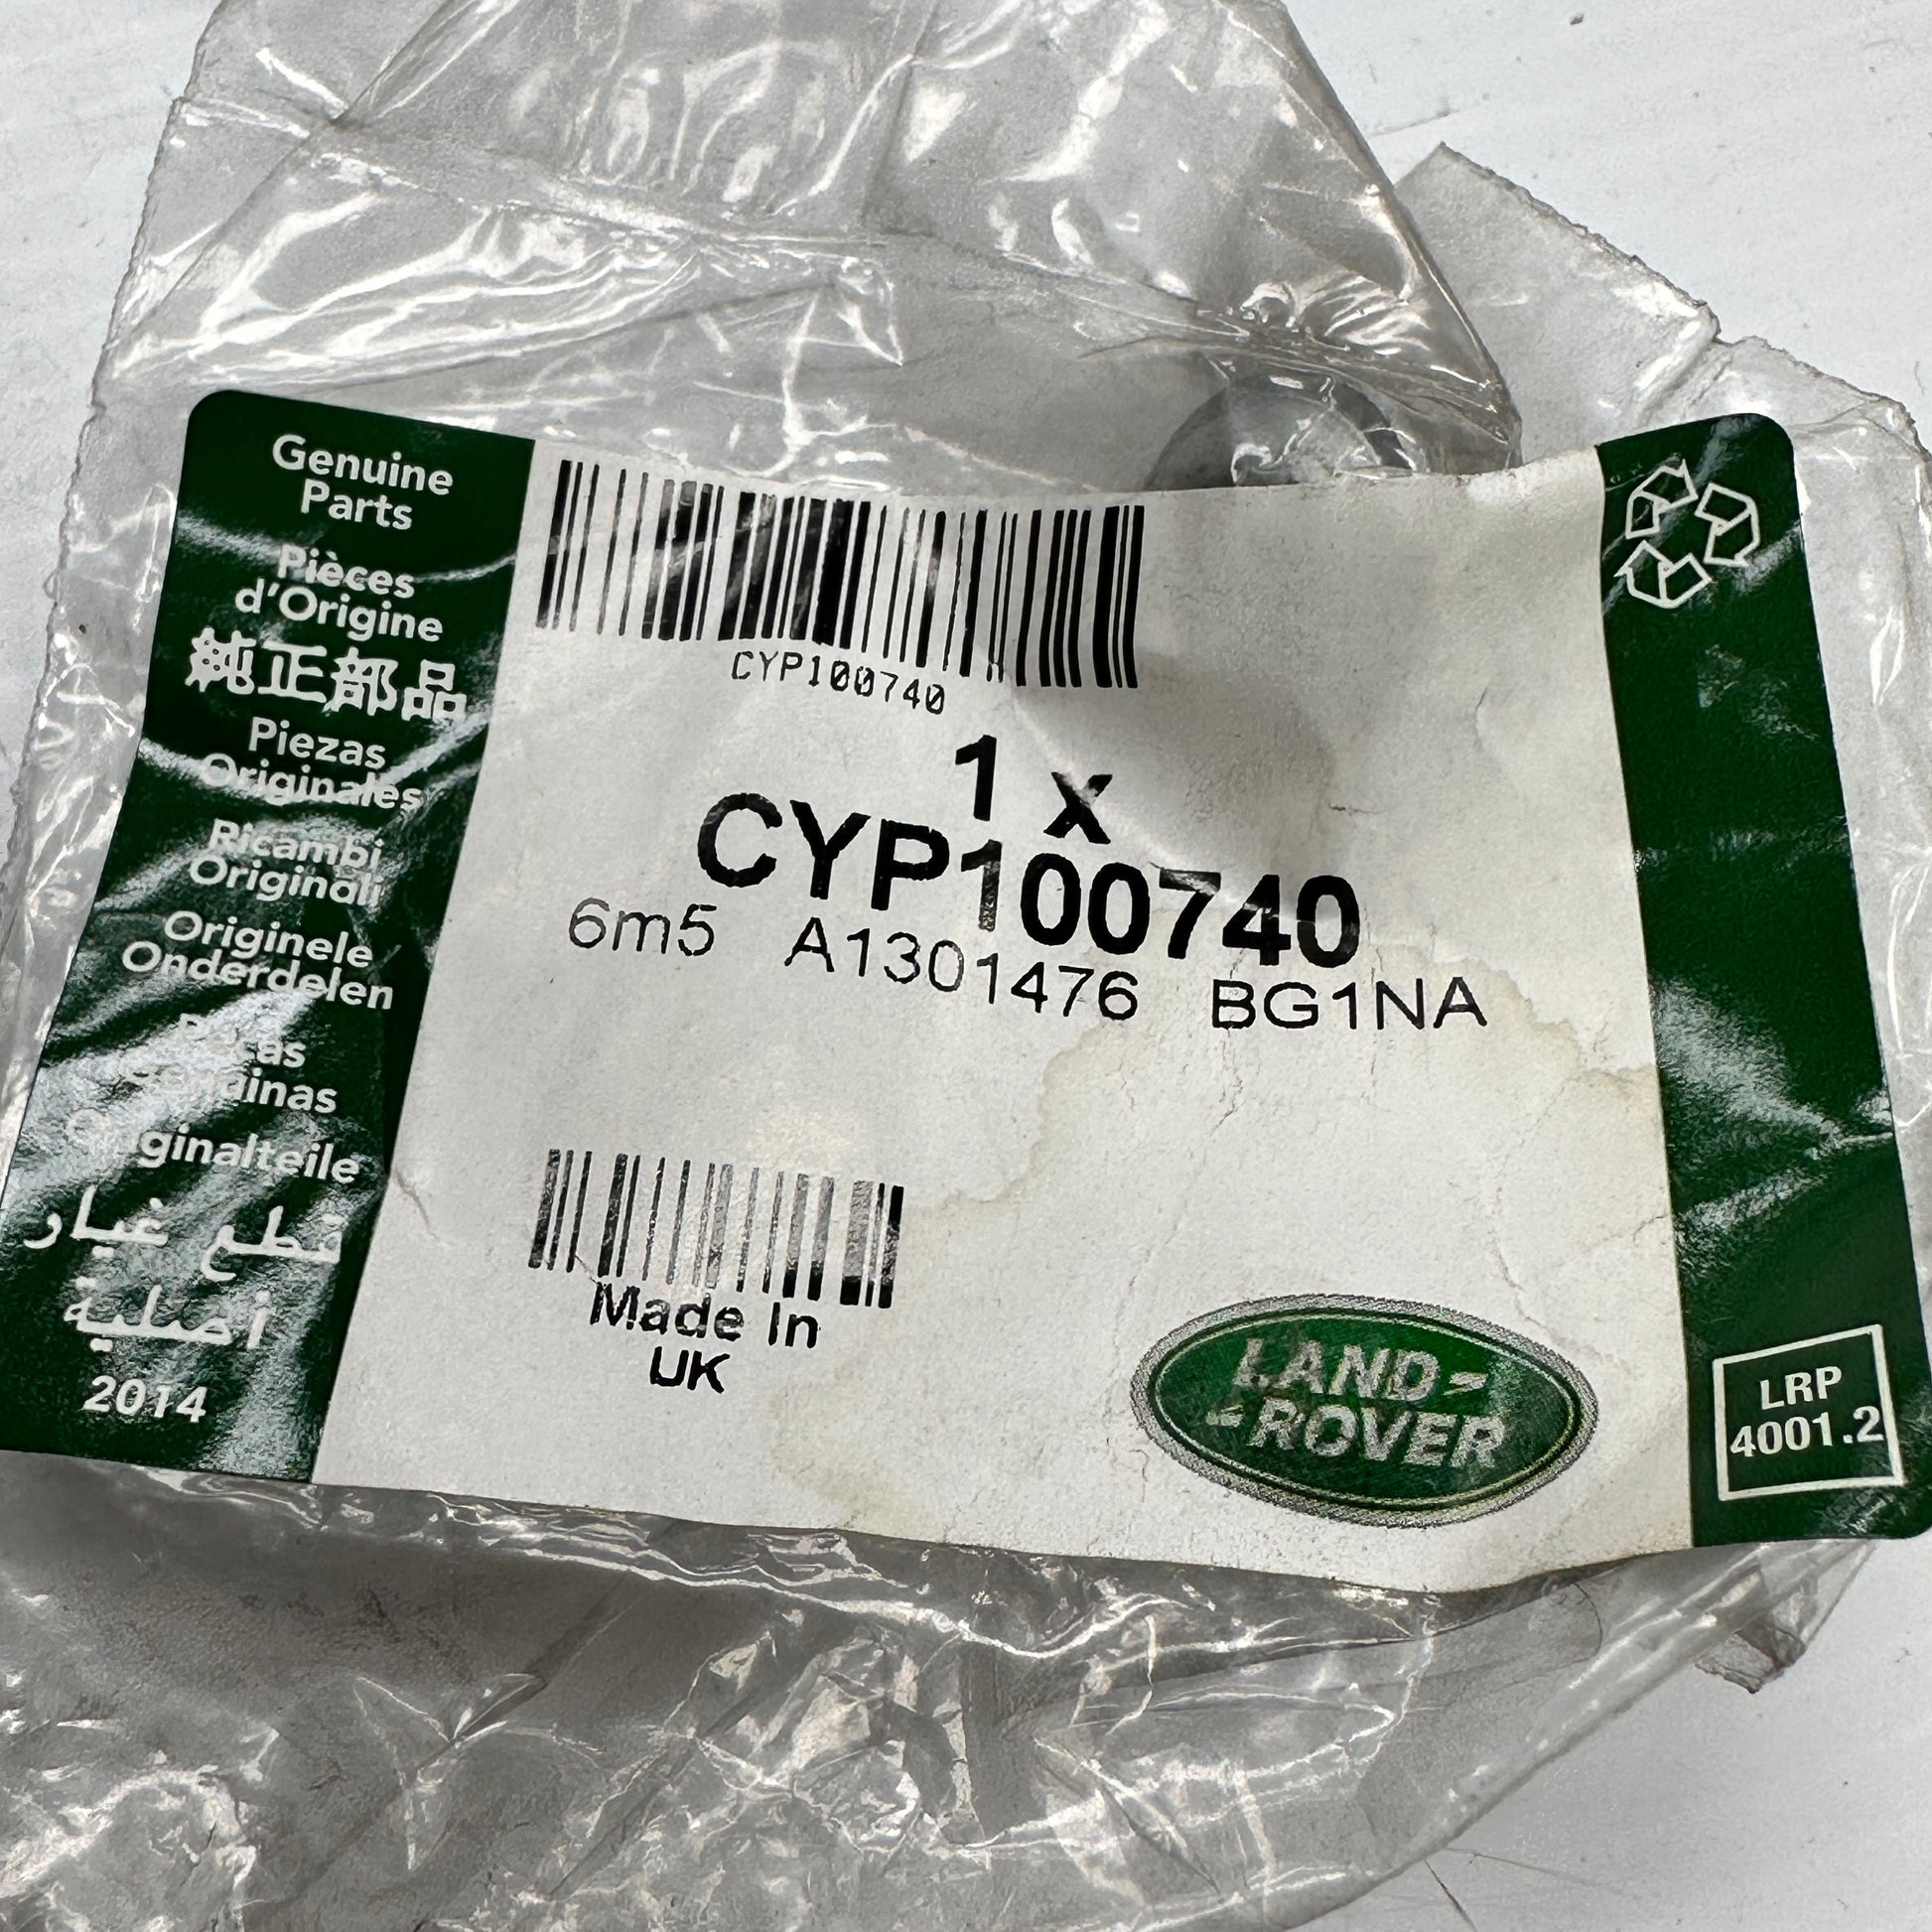 Genuine
Parts
Pièces
d'Origine
純正部品
Piezas
Originales
Ricambi
Originali
Originele
Onderdelen
Originalteile
قطع غيار
أصلية
2014
CYP100740
1 x
CYP100740
6m5 A1301476 BG1NA
Made In
UK
LAND-
-ROVER
LRP
4001.2